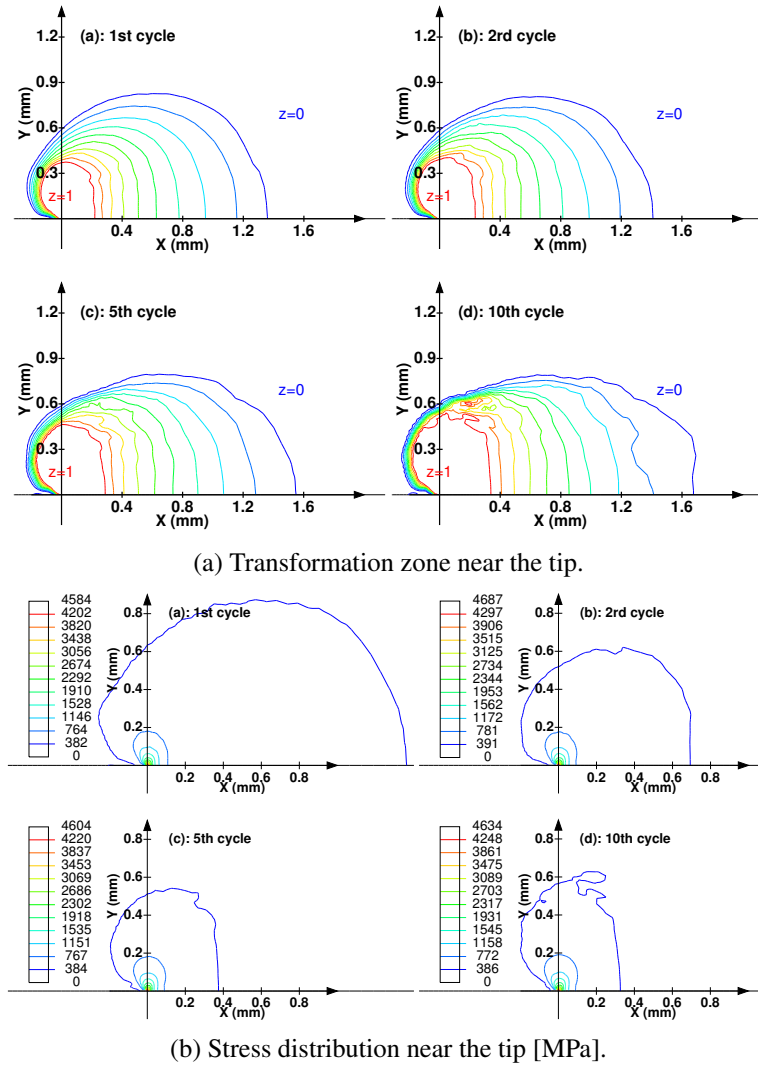 (a): 1st cycle
1.2
0.9
Y (mm)
0.6
0.3
z=0
z=1
0.4 0.8 1.2 1.6
X (mm)
(b): 2rd cycle
1.2
0.9
Y (mm)
0.6
0.3
z=0
z=1
0.4 0.8 1.2 1.6
X (mm)
(c): 5th cycle
1.2
0.9
Y (mm)
0.6
0.3
z=0
z=1
0.4 0.8 1.2 1.6
X (mm)
(d): 10th cycle
1.2
0.9
Y (mm)
0.6
0.3
z=0
z=1
0.4 0.8 1.2 1.6
X (mm)
(a) Transformation zone near the tip.
4584
4202
3820
3438
3056
2674
2292
1910
1528
1146
764
382
0
(a): 1st cycle
0.8
0.6
Y (mm)
0.4
0.2
0.2 0.4 0.6 0.8
X (mm)
4687
4297
3906
3515
3125
2734
2344
1953
1562
1172
781
391
0
(b): 2rd cycle
0.8
0.6
Y (mm)
0.4
0.2
0.2 0.4 0.6 0.8
X (mm)
4604
4220
3837
3453
3069
2686
2302
1918
1535
1151
767
384
0
(c): 5th cycle
0.8
0.6
Y (mm)
0.4
0.2
0.2 0.4 0.6 0.8
X (mm)
4634
4248
3861
3475
3089
2703
2317
1931
1545
1158
772
386
0
(d): 10th cycle
0.8
0.6
Y (mm)
0.4
0.2
0.2 0.4 0.6 0.8
X (mm)
(b) Stress distribution near the tip [MPa].